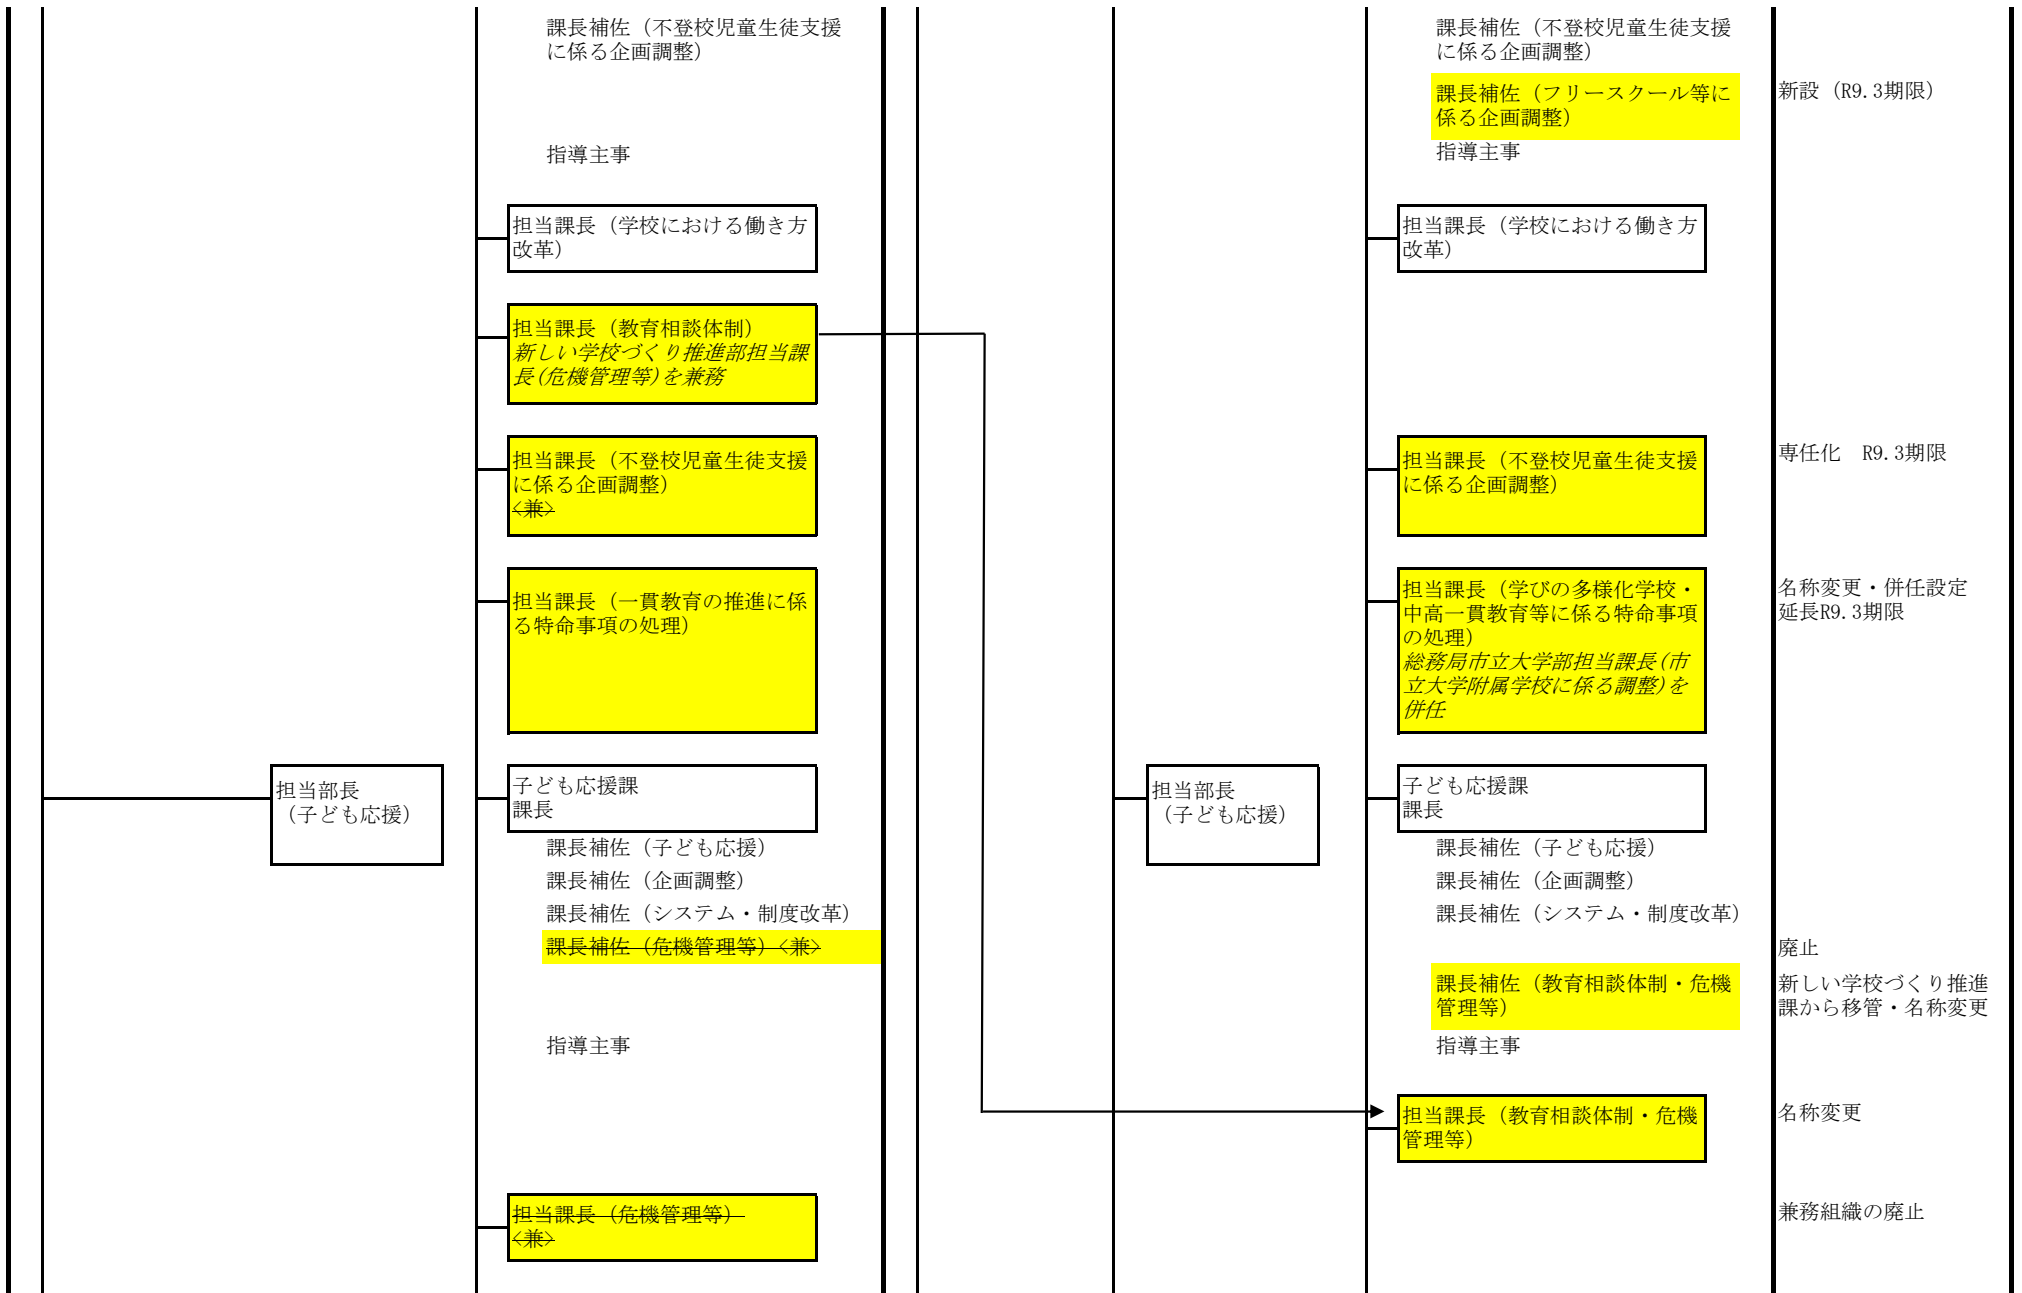 課長補佐（不登校児童生徒支援
に係る企画調整）
指導主事
担当課長（学校における働き方
改革）
担当課長（教育相談体制）
新しい学校づくり推進部担当課
長(危機管理等)を兼務
担当課長（不登校児童生徒支援
に係る企画調整）
<兼>
担当課長（一貫教育の推進に係
る特命事項の処理）
担当部長
（子ども応援）
子ども応援課
課長
課長補佐（子ども応援）
課長補佐（企画調整）
課長補佐（システム・制度改革）
課長補佐（危機管理等）<兼>
指導主事
担当課長（危機管理等）
<兼>
課長補佐（不登校児童生徒支援
に係る企画調整）
課長補佐（フリースクール等に
係る企画調整）
指導主事
担当課長（学校における働き方
改革）
担当課長（不登校児童生徒支援
に係る企画調整）
担当課長（学びの多様化学校・
中高一貫教育等に係る特命事項
の処理）
総務局市立大学部担当課長(市
立大学附属学校に係る調整)を
併任
担当部長
（子ども応援）
子ども応援課
課長
課長補佐（子ども応援）
課長補佐（企画調整）
課長補佐（システム・制度改革）
課長補佐（教育相談体制・危機
管理等）
指導主事
担当課長（教育相談体制・危機
管理等）
新設（R9.3期限）
専任化　R9.3期限
名称変更・併任設定
延長R9.3期限
廃止
新しい学校づくり推進
課から移管・名称変更
名称変更
兼務組織の廃止